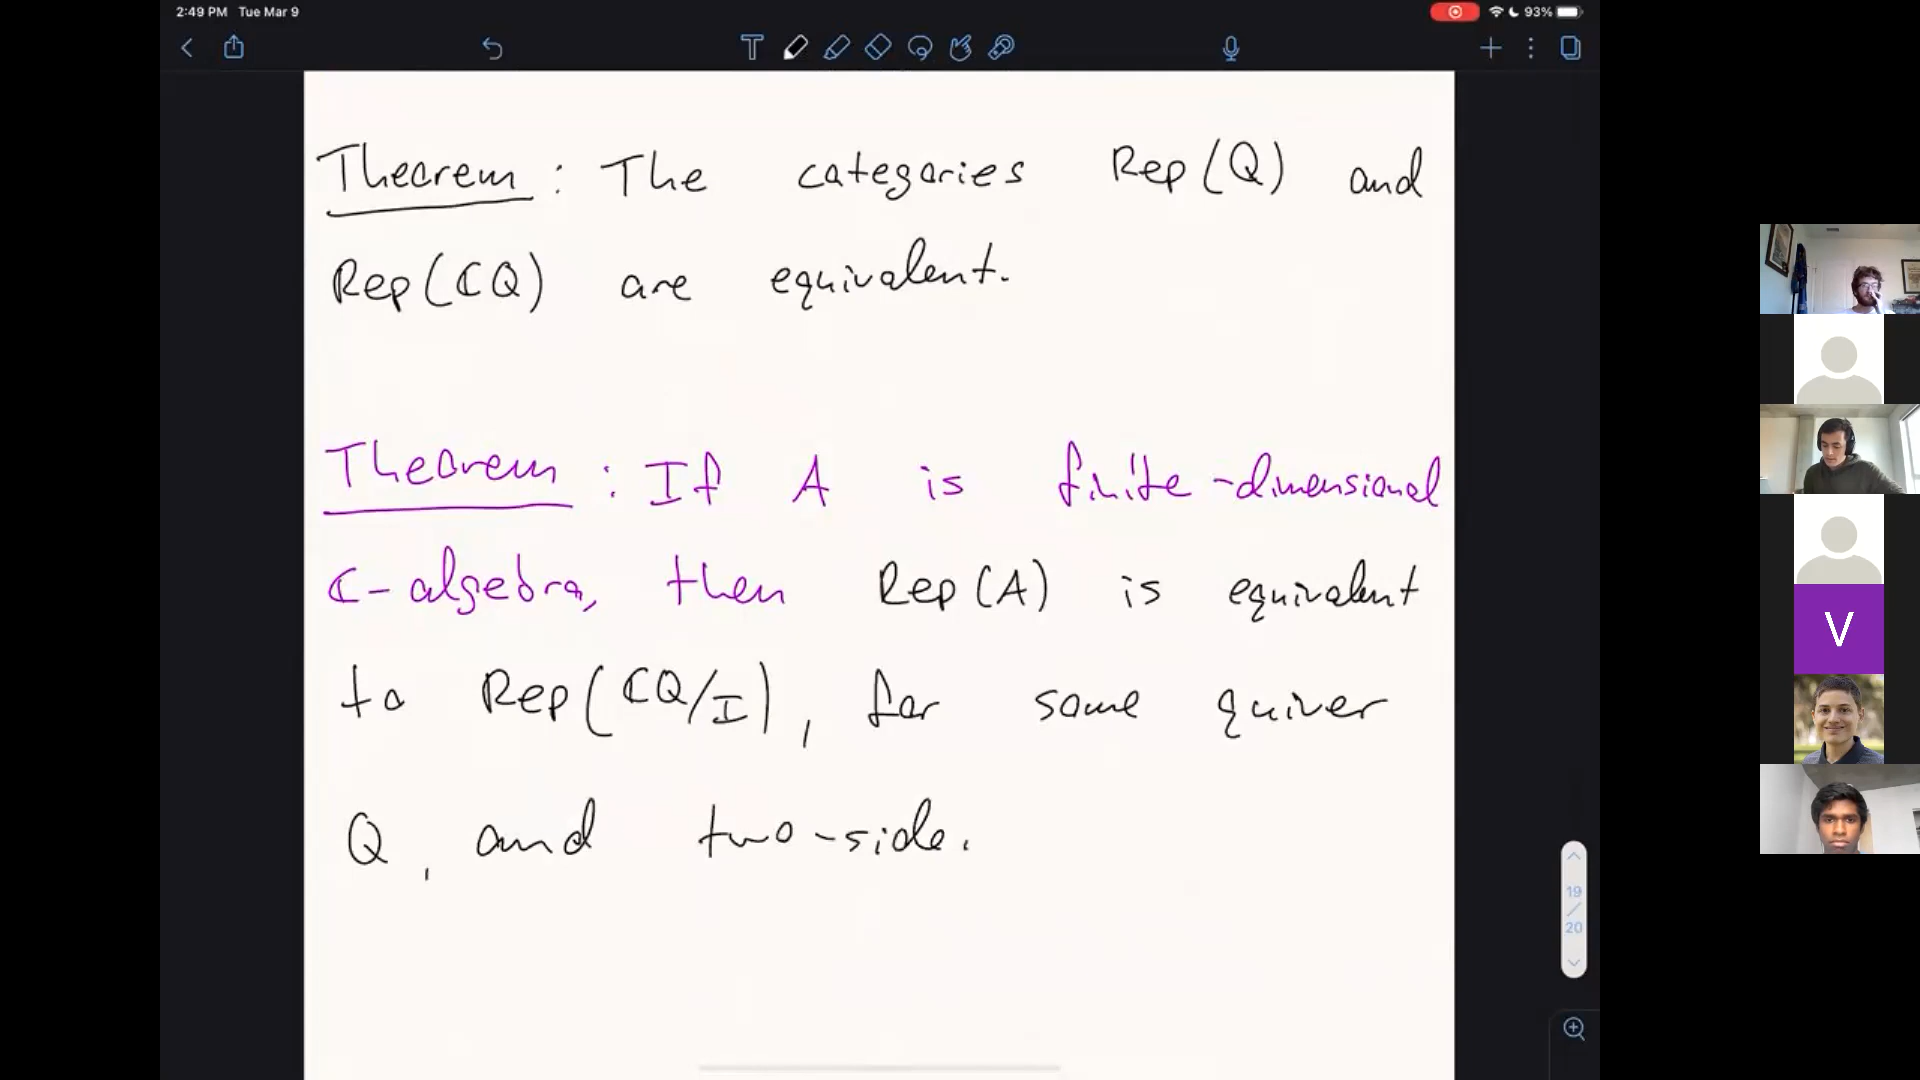 2:49 PM Tue Mar 9
93%
T
Theorem : The categories Rep(Q) and
Rep(ℂQ) are equivalent.
Theorem : If A is finite-dimensional
ℂ-algebra, then Rep(A) is equivalent
to Rep(ℂQ/I), for some quiver
Q, and two-side.
V
19
/
20